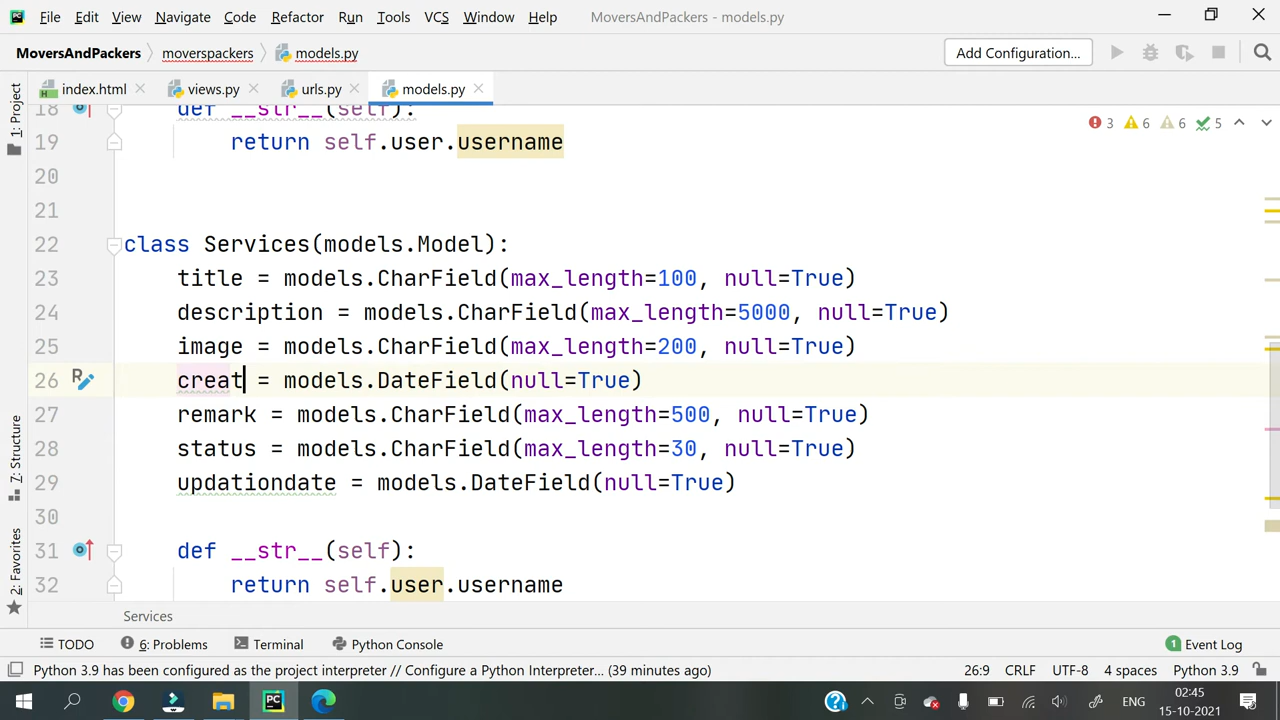 File Edit View Navigate Code Refactor Run Tools VCS Window Help MoversAndPackers - models.py
MoversAndPackers moverspackers models.py Add Configuration...
index.html views.py urls.py models.py
1: Project
18 def __str__(self):
3 6 6 5
19 return self.user.username
20
21
22 class Services(models.Model):
23 title = models.CharField(max_length=100, null=True)
24 description = models.CharField(max_length=5000, null=True)
25 image = models.CharField(max_length=200, null=True)
26 creat = models.DateField(null=True)
27 remark = models.CharField(max_length=500, null=True)
28 status = models.CharField(max_length=30, null=True)
29 updationdate = models.DateField(null=True)
30
31 def __str__(self):
32 return self.user.username
7: Structure
2: Favorites
Services
TODO 6: Problems Terminal Python Console 1 Event Log
Python 3.9 has been configured as the project interpreter // Configure a Python Interpreter... (39 minutes ago) 26:9 CRLF UTF-8 4 spaces Python 3.9
PC ENG 02:45
15-10-2021